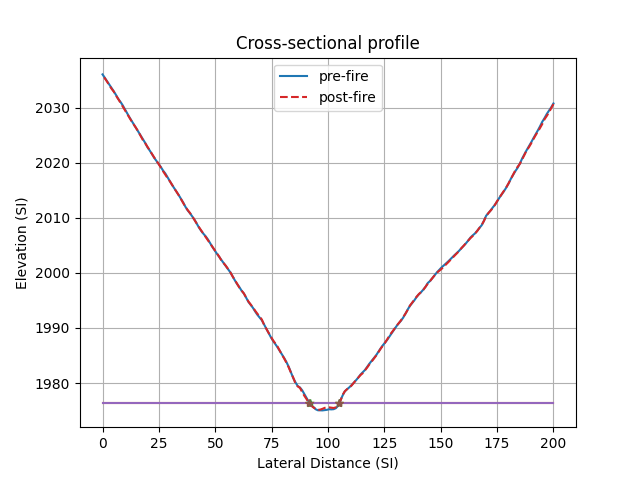 Cross-sectional profile
pre-fire
post-fire
2030
2020
2010
2000
1990
1980
Elevation (SI)
0 25 50 75 100 125 150 175 200
Lateral Distance (SI)